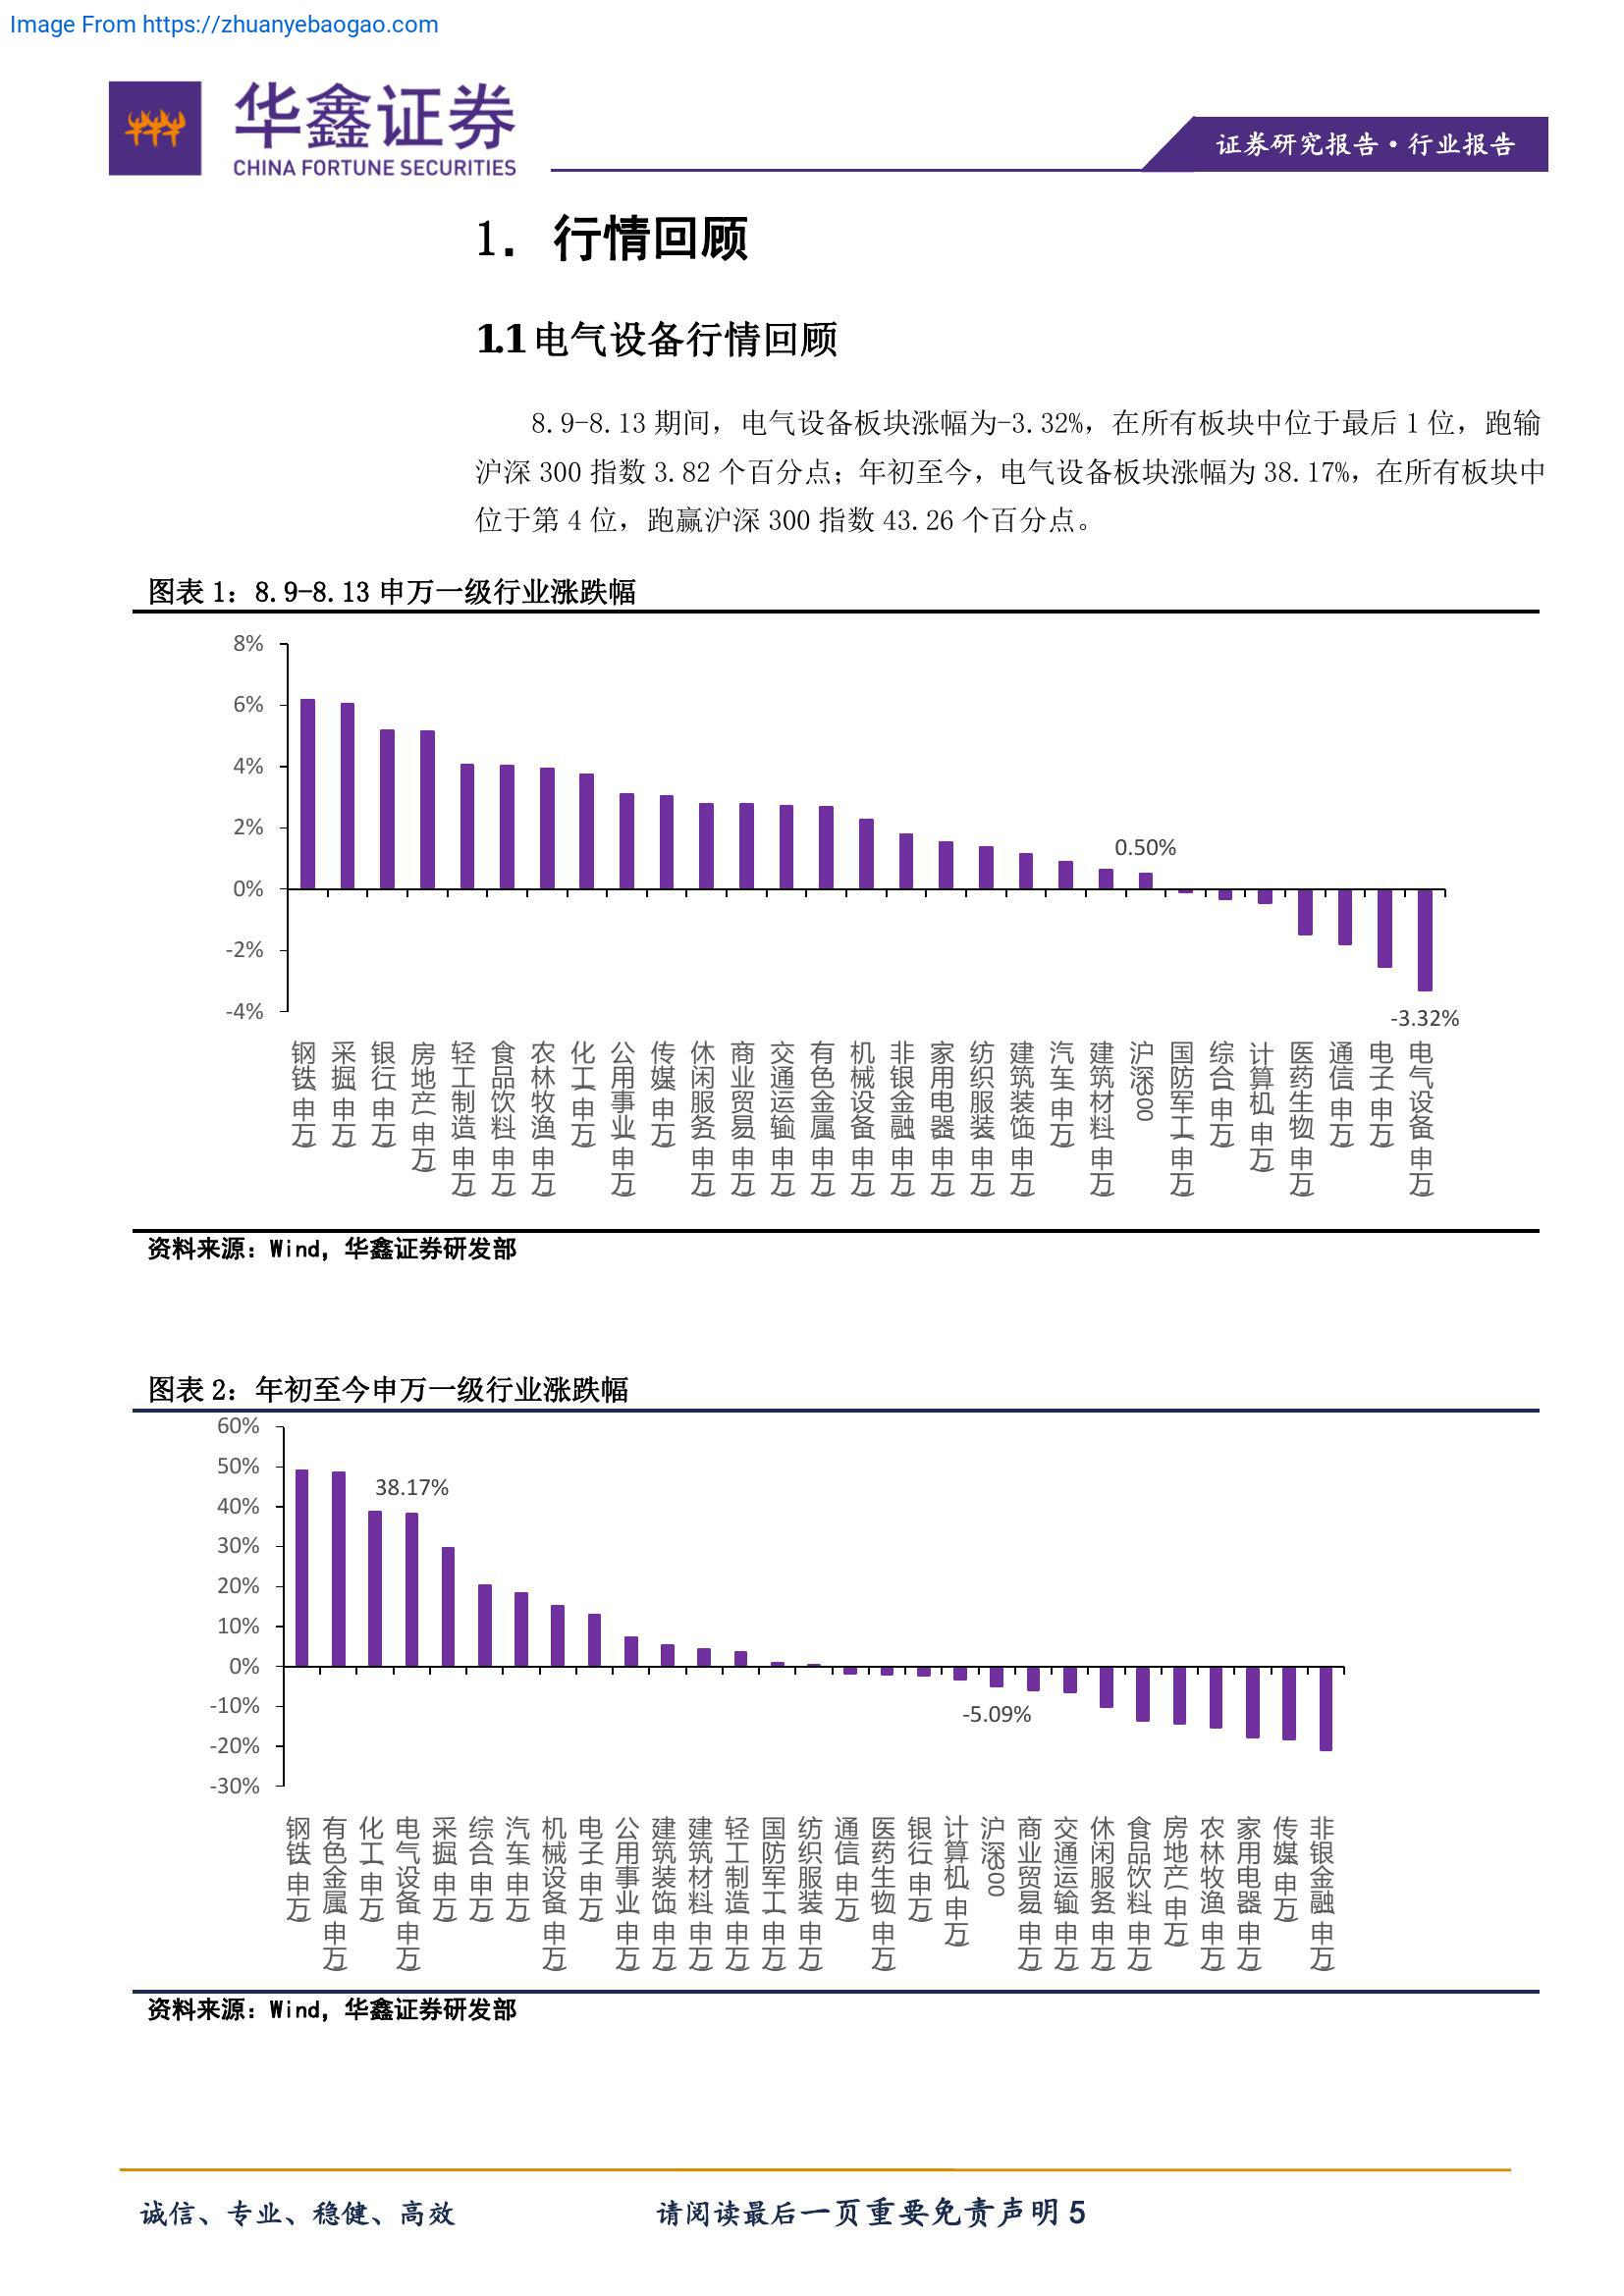 Image From https://zhuanyebaogao.com
华鑫证券
CHINA FORTUNE SECURITIES
证券研究报告·行业报告
1. 行情回顾
1.1 电气设备行情回顾
8.9-8.13 期间，电气设备板块涨幅为-3.32%，在所有板块中位于最后 1 位，跑输
沪深 300 指数 3.82 个百分点；年初至今，电气设备板块涨幅为 38.17%，在所有板块中
位于第 4 位，跑赢沪深 300 指数 43.26 个百分点。
图表 1：8.9-8.13 申万一级行业涨跌幅
8%
6%
4%
2%
0%
-2%
-4%
0.50%
-3.32%
钢铁(申万)
采掘(申万)
银行(申万)
房地产(申万)
轻工制造(申万)
食品饮料(申万)
农林牧渔(申万)
化工(申万)
公用事业(申万)
传媒(申万)
休闲服务(申万)
商业贸易(申万)
交通运输(申万)
有色金属(申万)
机械设备(申万)
非银金融(申万)
家用电器(申万)
纺织服装(申万)
建筑装饰(申万)
汽车(申万)
建筑材料(申万)
沪深300
国防军工(申万)
综合(申万)
计算机(申万)
医药生物(申万)
通信(申万)
电子(申万)
电气设备(申万)
资料来源：Wind，华鑫证券研发部
图表 2：年初至今申万一级行业涨跌幅
60%
50%
40%
30%
20%
10%
0%
-10%
-20%
-30%
38.17%
-5.09%
钢铁(申万)
有色金属(申万)
化工(申万)
电气设备(申万)
采掘(申万)
综合(申万)
汽车(申万)
机械设备(申万)
电子(申万)
公用事业(申万)
建筑装饰(申万)
建筑材料(申万)
轻工制造(申万)
国防军工(申万)
纺织服装(申万)
通信(申万)
医药生物(申万)
银行(申万)
计算机(申万)
沪深300
商业贸易(申万)
交通运输(申万)
休闲服务(申万)
食品饮料(申万)
房地产(申万)
农林牧渔(申万)
家用电器(申万)
传媒(申万)
非银金融(申万)
资料来源：Wind，华鑫证券研发部
诚信、专业、稳健、高效
请阅读最后一页重要免责声明 5